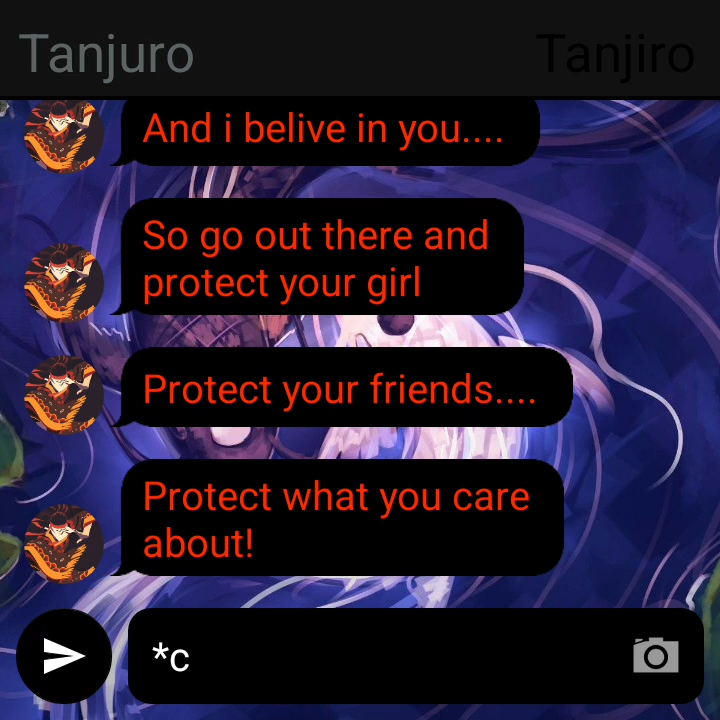 Tanjuro
Tanjiro
And i belive in you....
So go out there and
protect your girl
Protect your friends....
Protect what you care
about!
*c